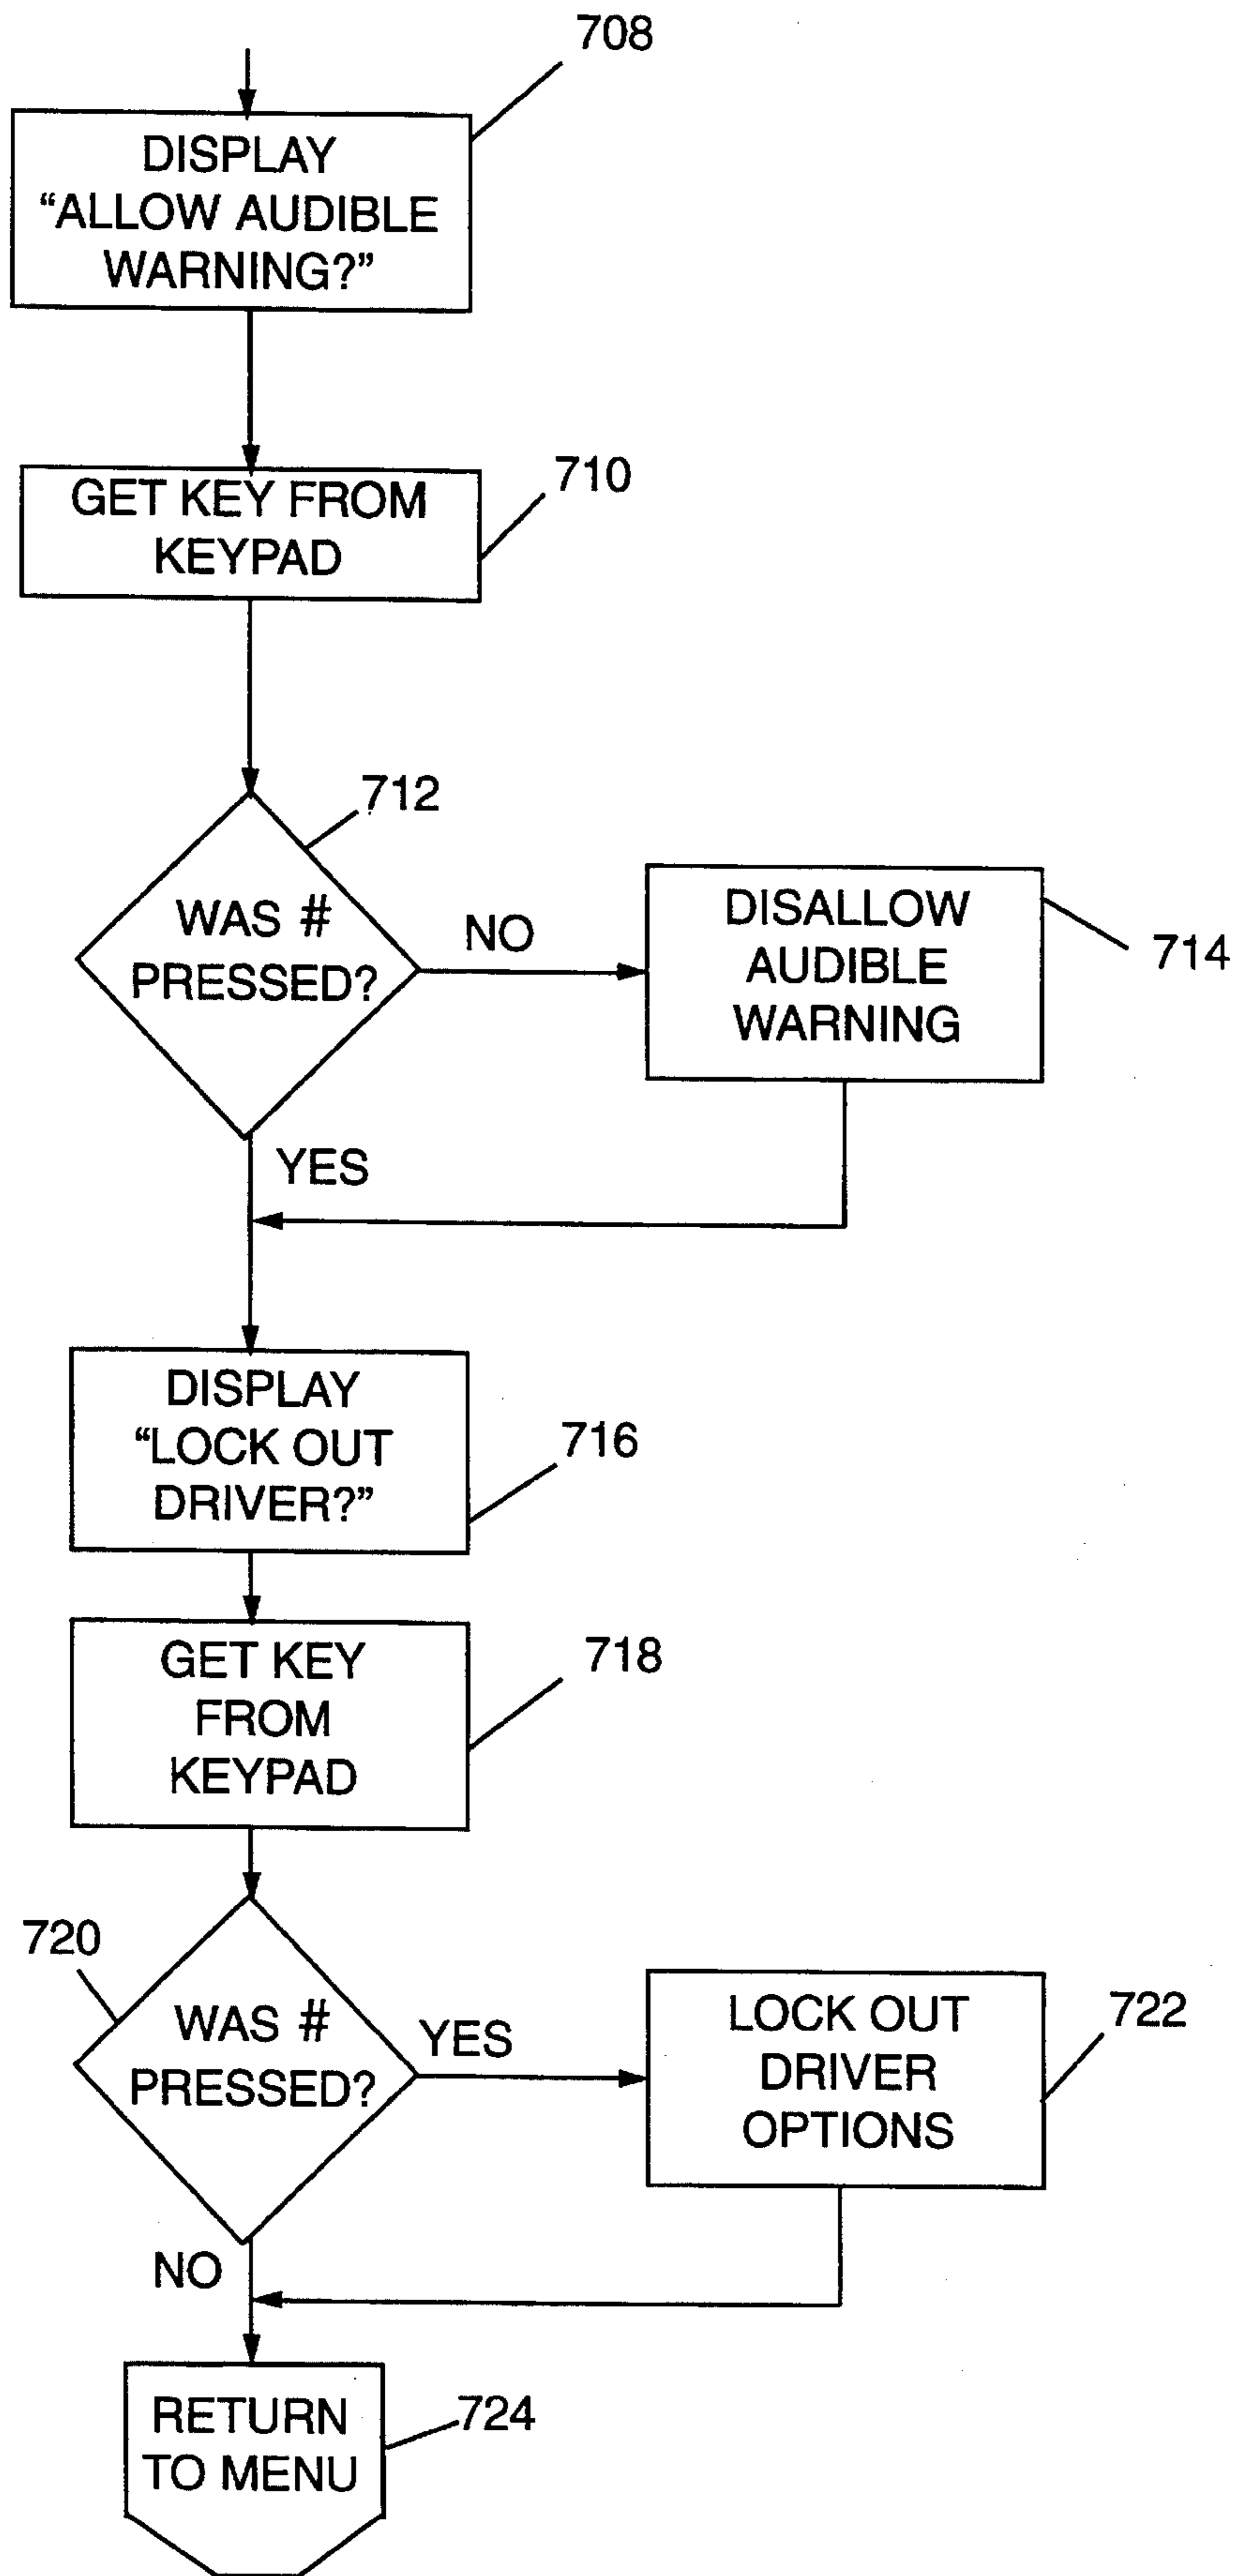 708
DISPLAY
“ALLOW AUDIBLE
WARNING?”
710
GET KEY FROM
KEYPAD
712
WAS #
PRESSED?
NO
DISALLOW
AUDIBLE
WARNING
714
YES
DISPLAY
“LOCK OUT
DRIVER?”
716
GET KEY
FROM
KEYPAD
718
720
WAS #
PRESSED?
YES
LOCK OUT
DRIVER
OPTIONS
722
NO
RETURN
TO MENU
724